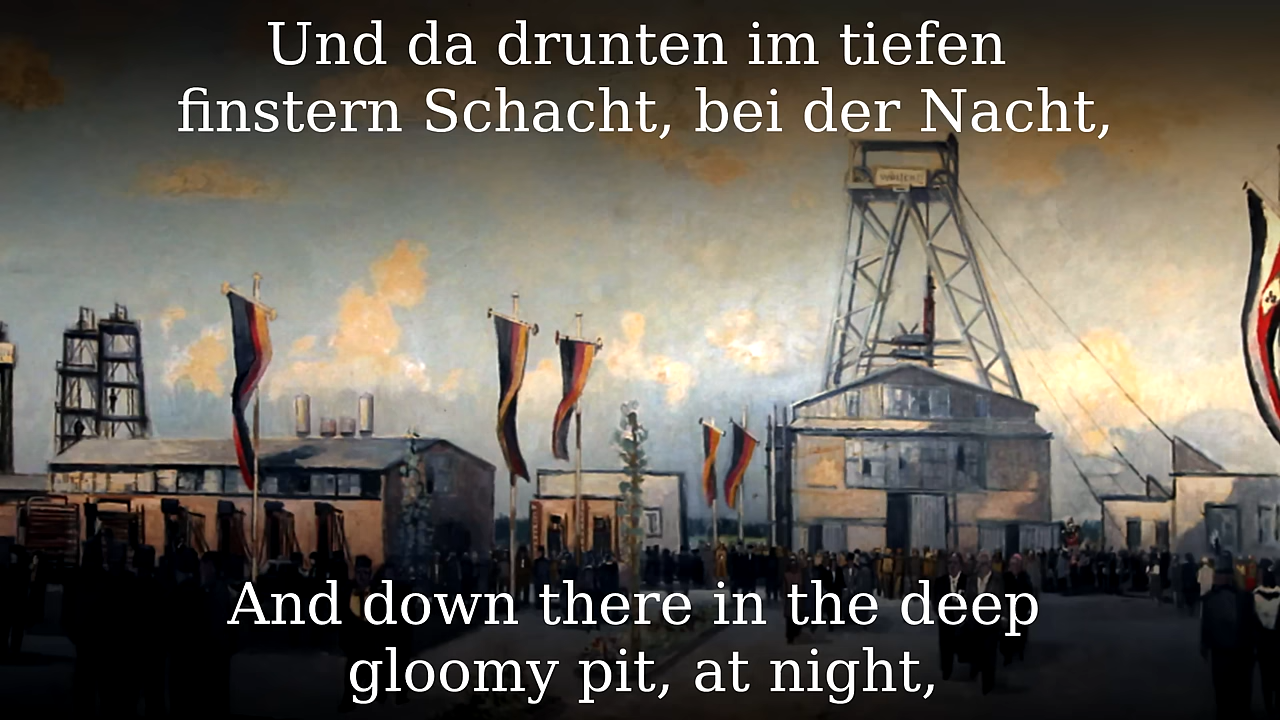 Und da drunten im tiefen
finstern Schacht, bei der Nacht,
And down there in the deep
gloomy pit, at night,